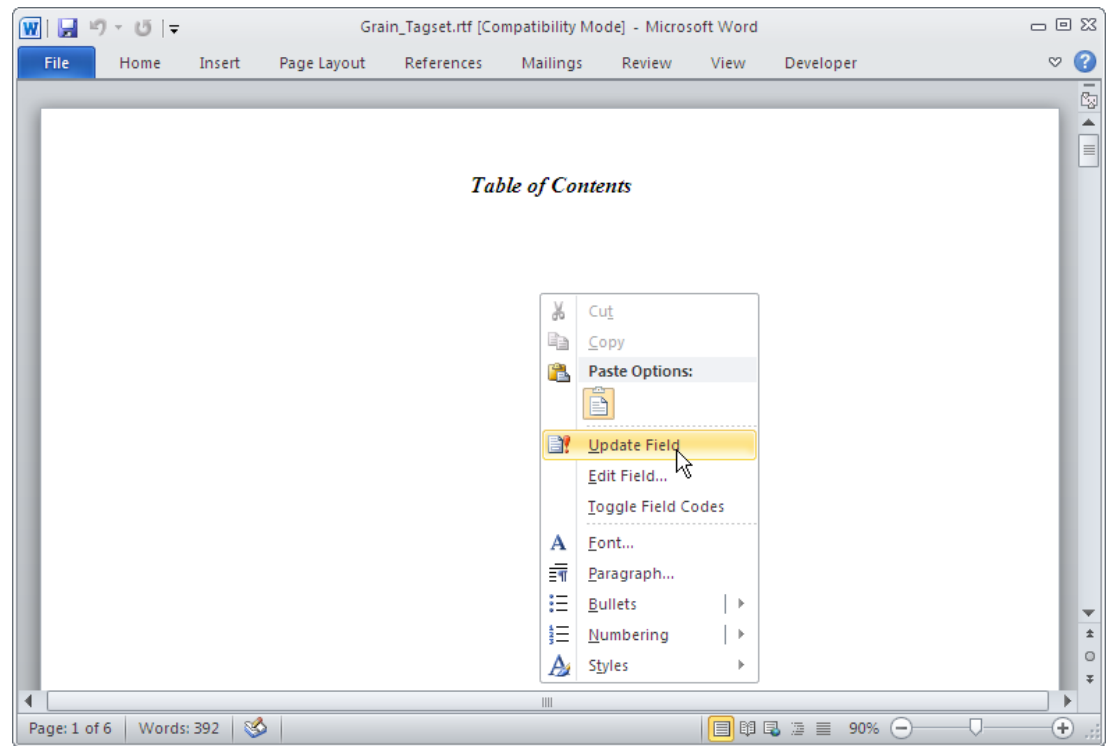 Grain_Tagset.rtf [Compatibility Mode] - Microsoft Word
File Home Insert Page Layout References Mailings Review View Developer
Table of Contents
Cut
Copy
Paste Options:
Update Field
Edit Field...
Toggle Field Codes
Font...
Paragraph...
Bullets
Numbering
Styles
Page: 1 of 6 Words: 392 90%